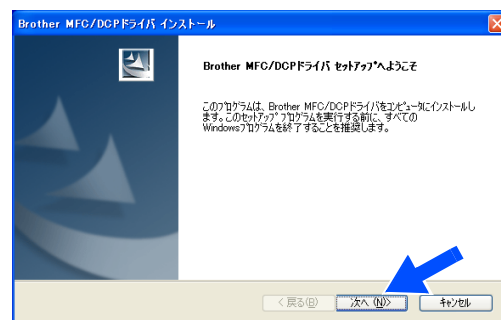 Brother MFC/DCPドライバ インストール
Brother MFC/DCPドライバ セットアップへようこそ
このプログラムは、Brother MFC/DCPドライバをコンピュータにインストールし
ます。このセットアップ プログラムを実行する前に、すべての
Windowsプログラムを終了することを推奨します。
< 戻る(B) 次へ (N)> キャンセル